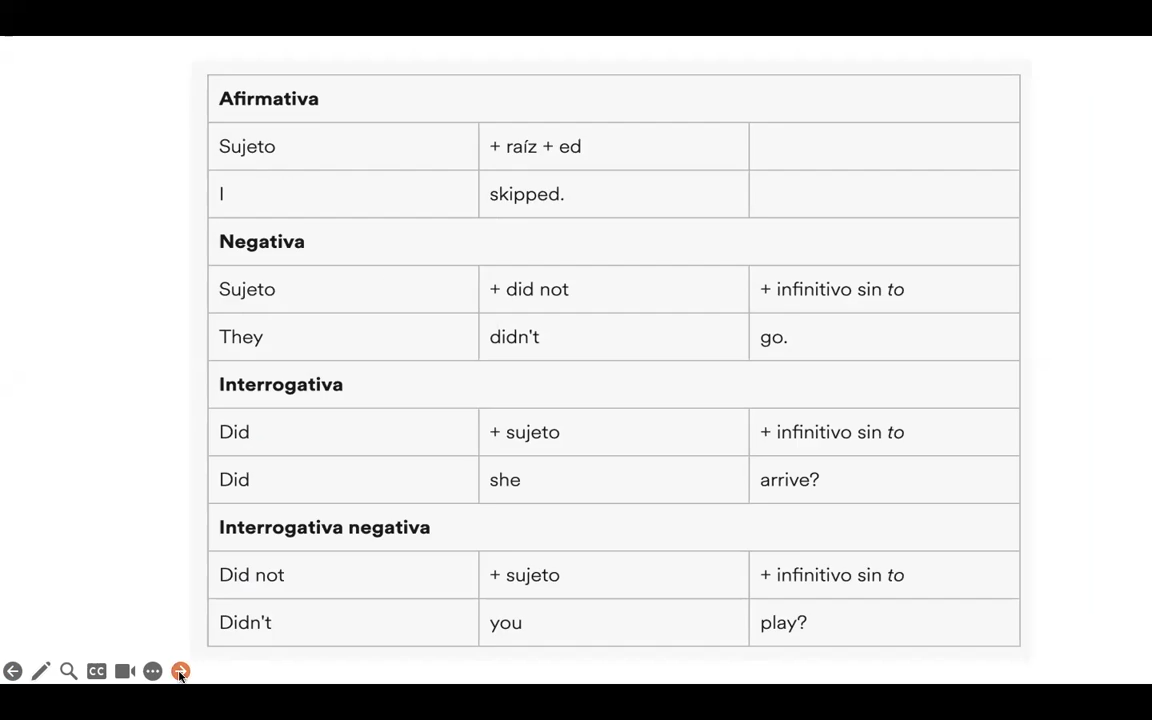 Afirmativa
Sujeto + raíz + ed
I skipped.
Negativa
Sujeto + did not + infinitivo sin to
They didn't go.
Interrogativa
Did + sujeto + infinitivo sin to
Did she arrive?
Interrogativa negativa
Did not + sujeto + infinitivo sin to
Didn't you play?
CC